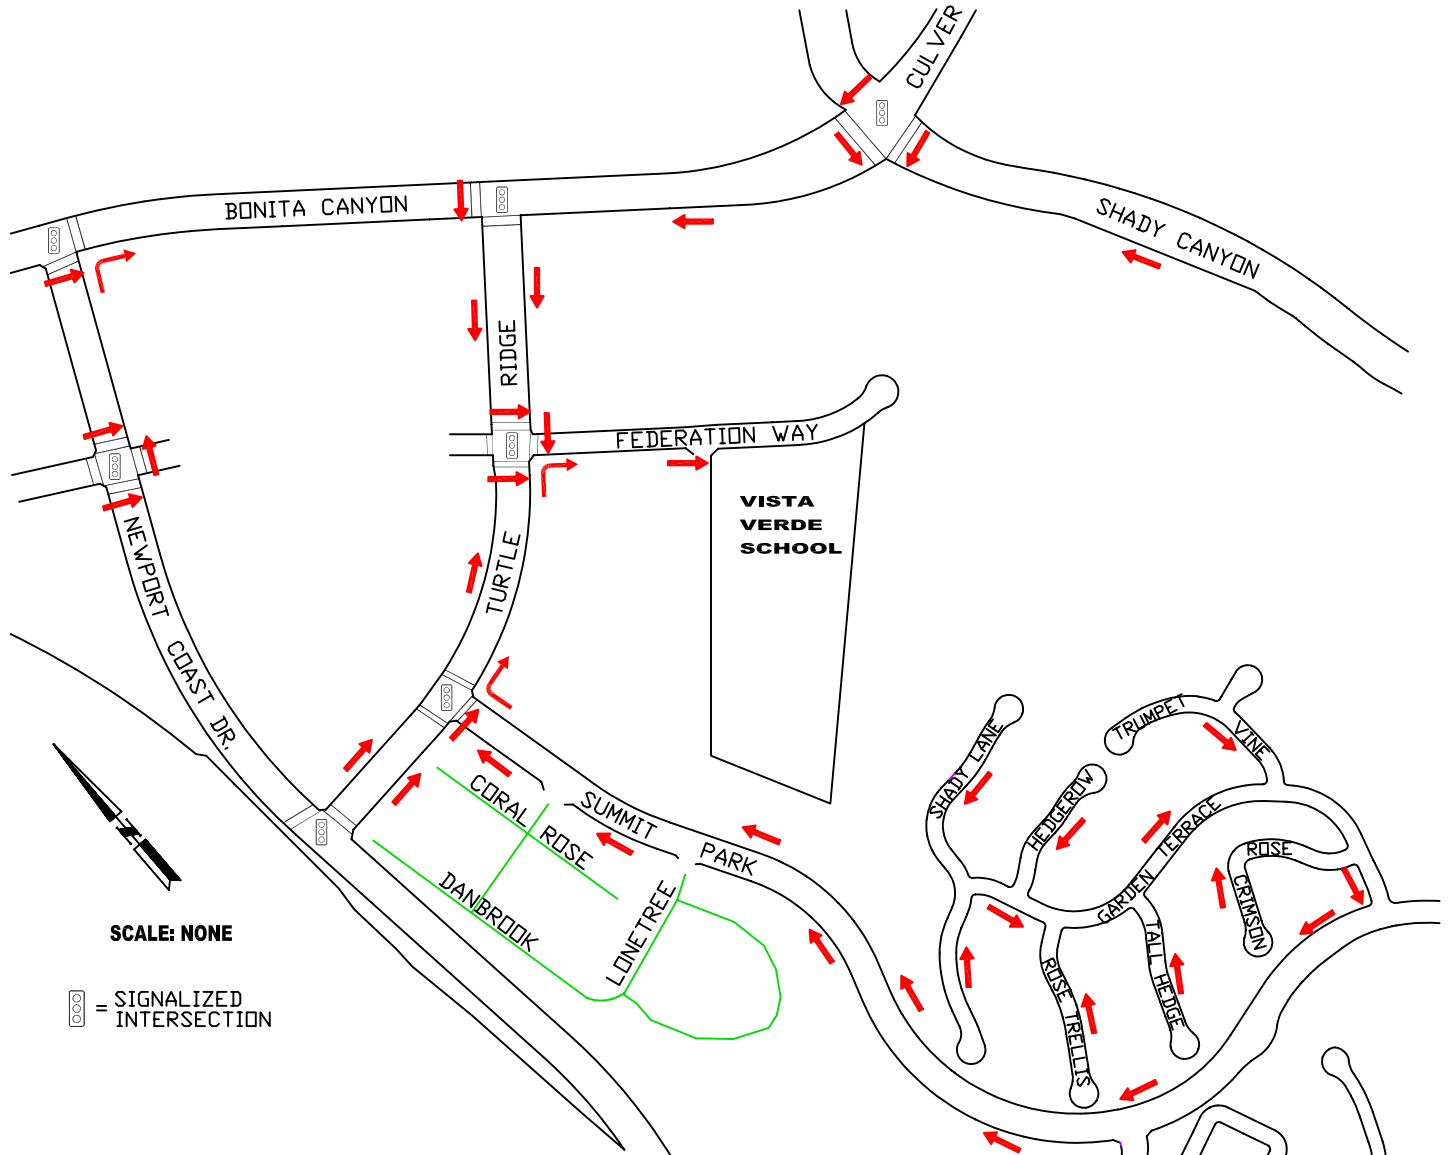 CULVER
BONITA CANYON
SHADY CANYON
RIDGE
FEDERATION WAY
VISTA
VERDE
SCHOOL
NEWPORT COAST DR.
TURTLE
CORAL ROSE
SUMMIT PARK
DANBROOK
LONETREE
SHADY LANE
TRUMPET VINE
HEDGEROW
GARDEN TERRACE
CRIMSON ROSE
TALL HEDGE
ROSE TRELLIS
N
SCALE: NONE
= SIGNALIZED
INTERSECTION